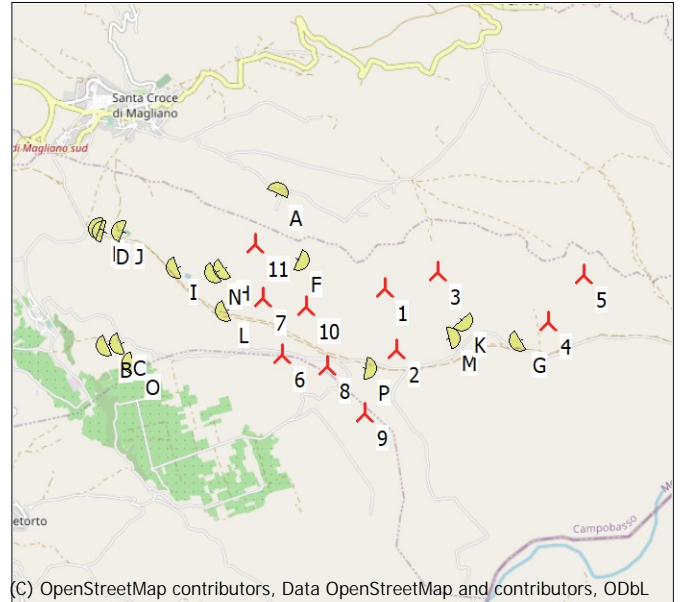 Santa Croce
di Magliano
di Magliano sud
A
D J
11
F
I
N
3
5
7
10
1
L
4
K
M
G
2
B C
6
8
P
O
9
etorto
Campobasso
(C) OpenStreetMap contributors, Data OpenStreetMap and contributors, ODbL